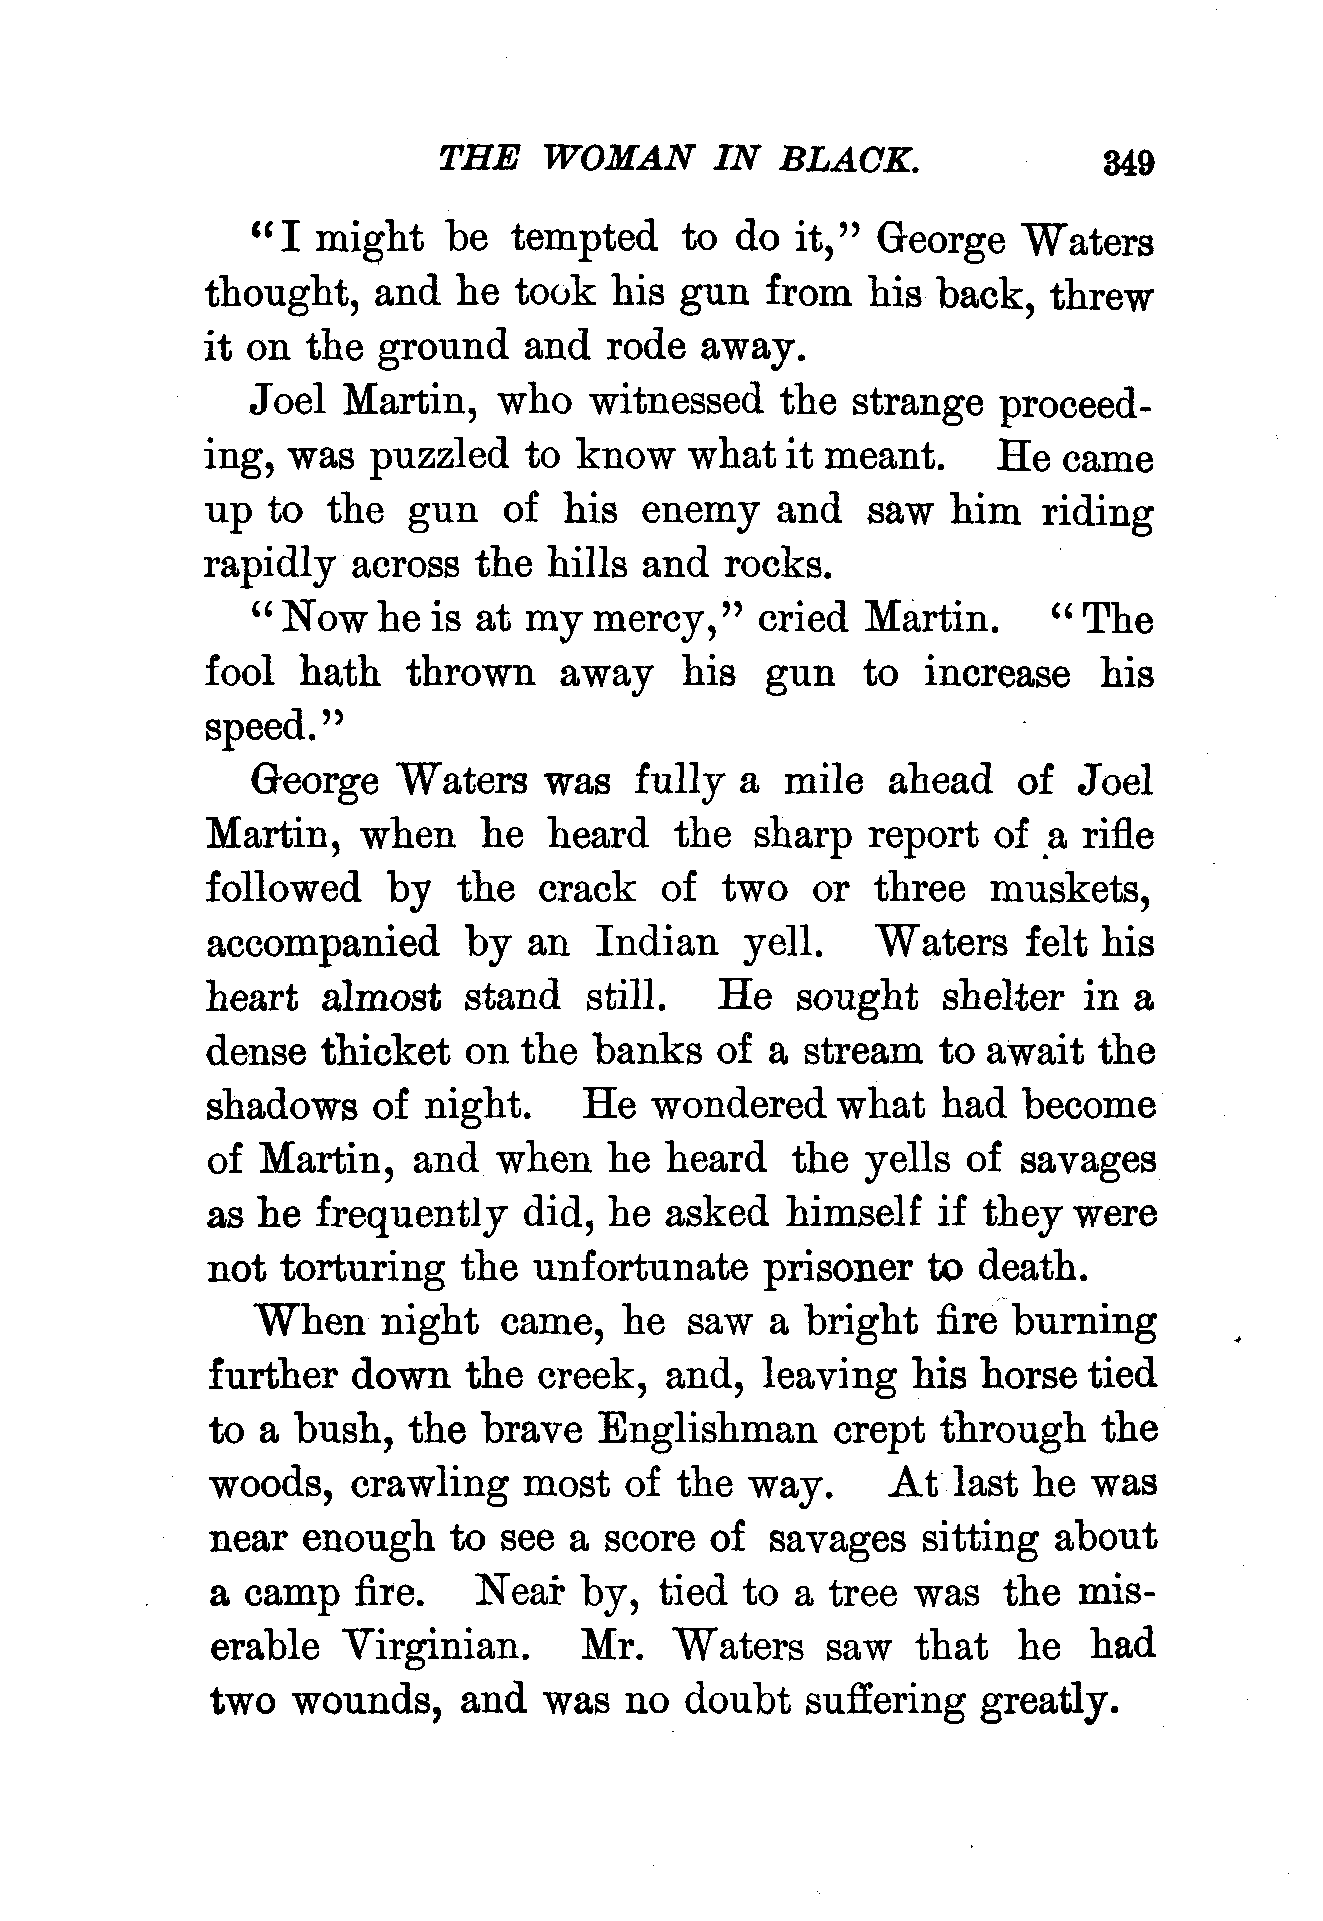 THE WOMAN IN BLACK. 349
“I might be tempted to do it,” George Waters
thought, and he took his gun from his back, threw
it on the ground and rode away.
Joel Martin, who witnessed the strange proceed-
ing, was puzzled to know what it meant. He came
up to the gun of his enemy and saw him riding
rapidly across the hills and rocks.
“Now he is at my mercy,” cried Martin. “The
fool hath thrown away his gun to increase his
speed.”
George Waters was fully a mile ahead of Joel
Martin, when he heard the sharp report of a rifle
followed by the crack of two or three muskets,
accompanied by an Indian yell. Waters felt his
heart almost stand still. He sought shelter in a
dense thicket on the banks of a stream to await the
shadows of night. He wondered what had become
of Martin, and when he heard the yells of savages
as he frequently did, he asked himself if they were
not torturing the unfortunate prisoner to death.
When night came, he saw a bright fire burning
further down the creek, and, leaving his horse tied
to a bush, the brave Englishman crept through the
woods, crawling most of the way. At last he was
near enough to see a score of savages sitting about
a camp fire. Near by, tied to a tree was the mis-
erable Virginian. Mr. Waters saw that he had
two wounds, and was no doubt suffering greatly.